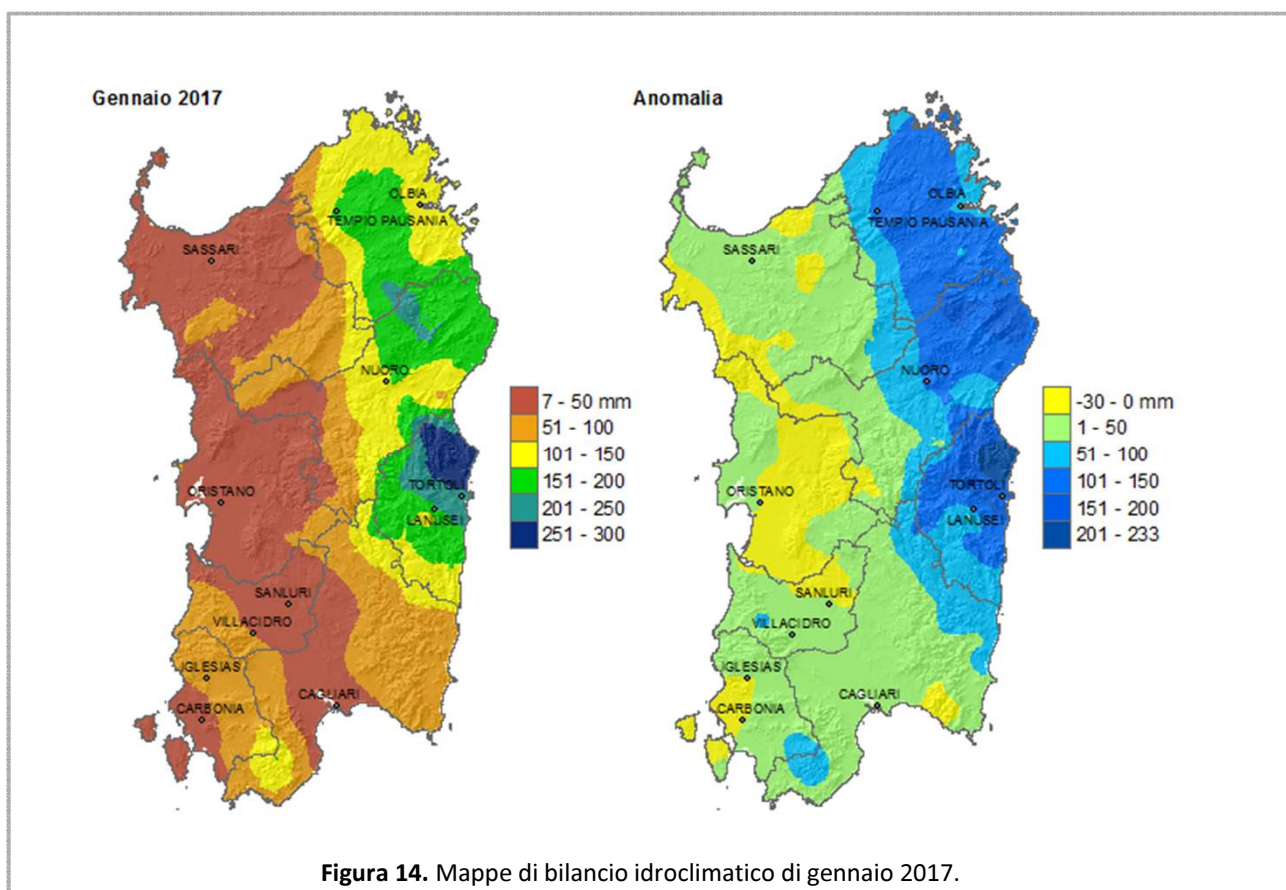 Gennaio 2017
OLBIA
TEMPIO PAUSANIA
SASSARI
NUORO
ORISTANO
TORTOLI
LANUSEI
SANLURI
VILLACIDRO
IGLESIAS
CAGLIARI
CARBONIA
7 - 50 mm
51 - 100
101 - 150
151 - 200
201 - 250
251 - 300
Anomalia
OLBIA
TEMPIO PAUSANIA
SASSARI
NUORO
ORISTANO
TORTOLI
LANUSEI
SANLURI
VILLACIDRO
IGLESIAS
CAGLIARI
CARBONIA
-30 - 0 mm
1 - 50
51 - 100
101 - 150
151 - 200
201 - 233
Figura 14. Mappe di bilancio idroclimatico di gennaio 2017.